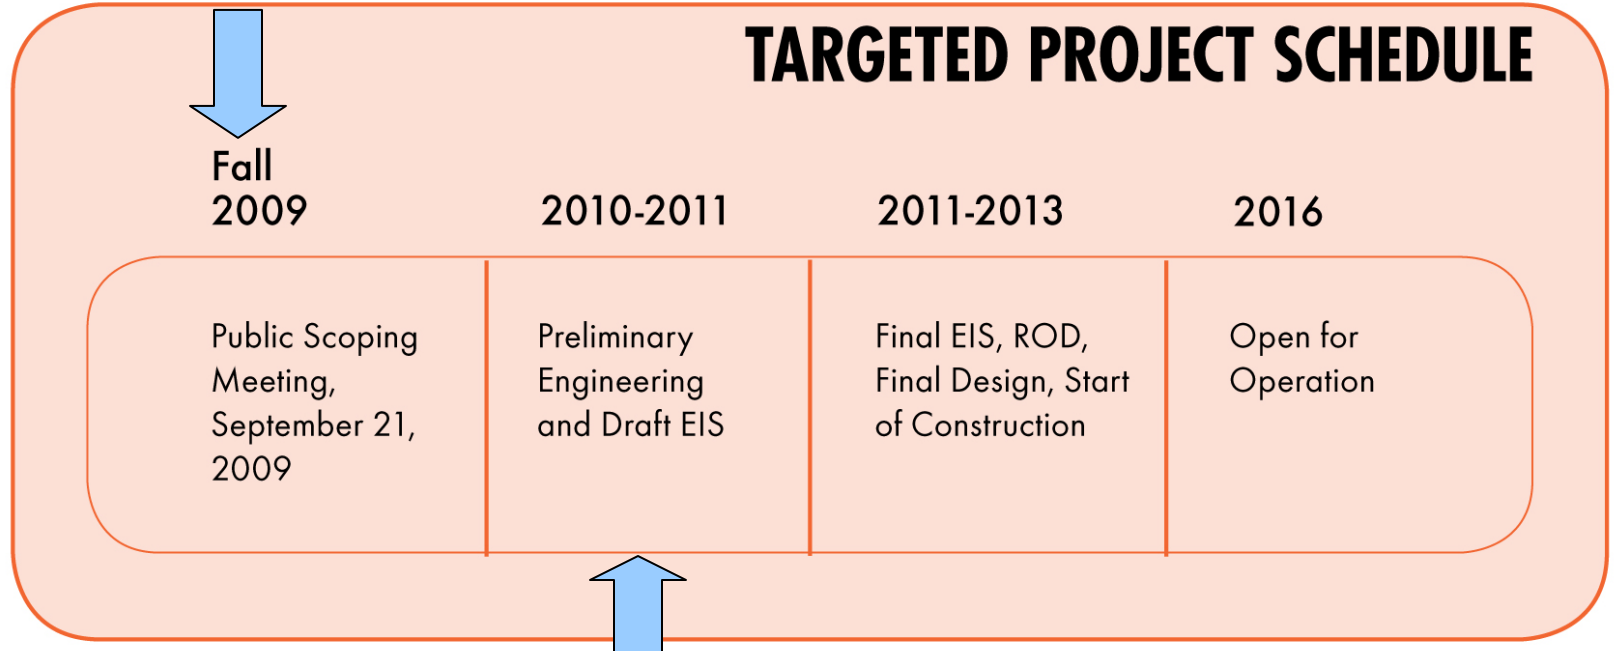 TARGETED PROJECT SCHEDULE
Fall
2009
2010-2011
2011-2013
2016
Public Scoping
Meeting,
September 21,
2009
Preliminary
Engineering
and Draft EIS
Final EIS, ROD,
Final Design, Start
of Construction
Open for
Operation